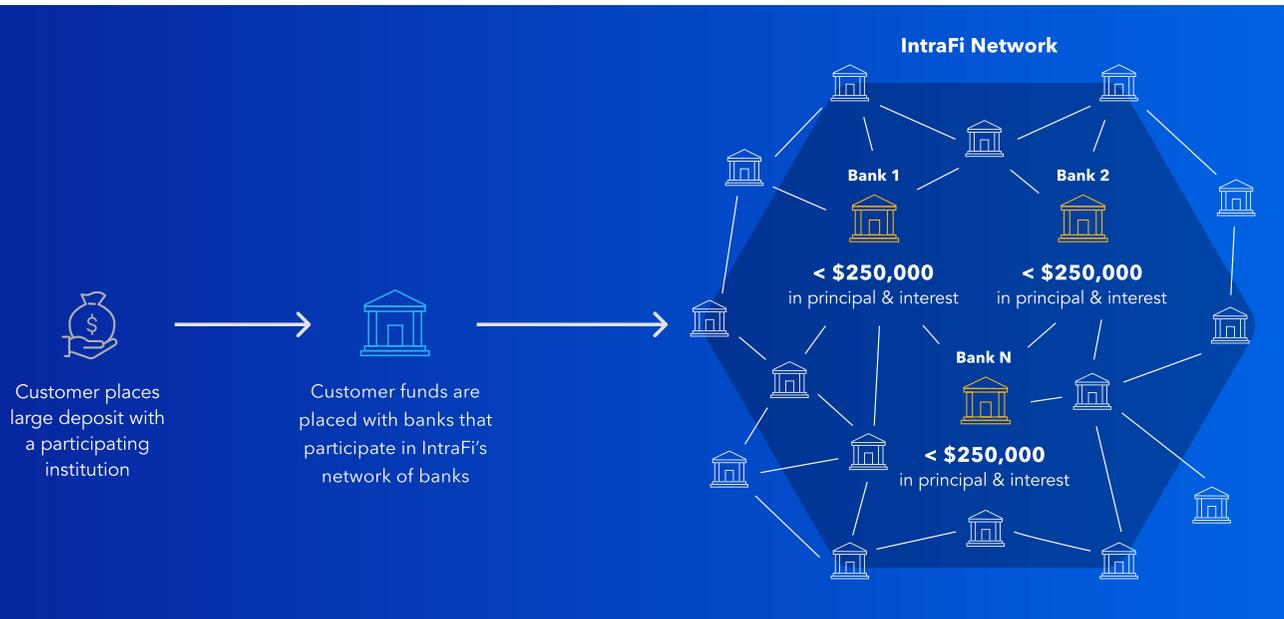 IntraFi Network
Bank 1
Bank 2
< $250,000
in principal & interest
< $250,000
in principal & interest
$
Customer places
large deposit with
a participating
institution
Customer funds are
placed with banks that
participate in IntraFi’s
network of banks
Bank N
< $250,000
in principal & interest